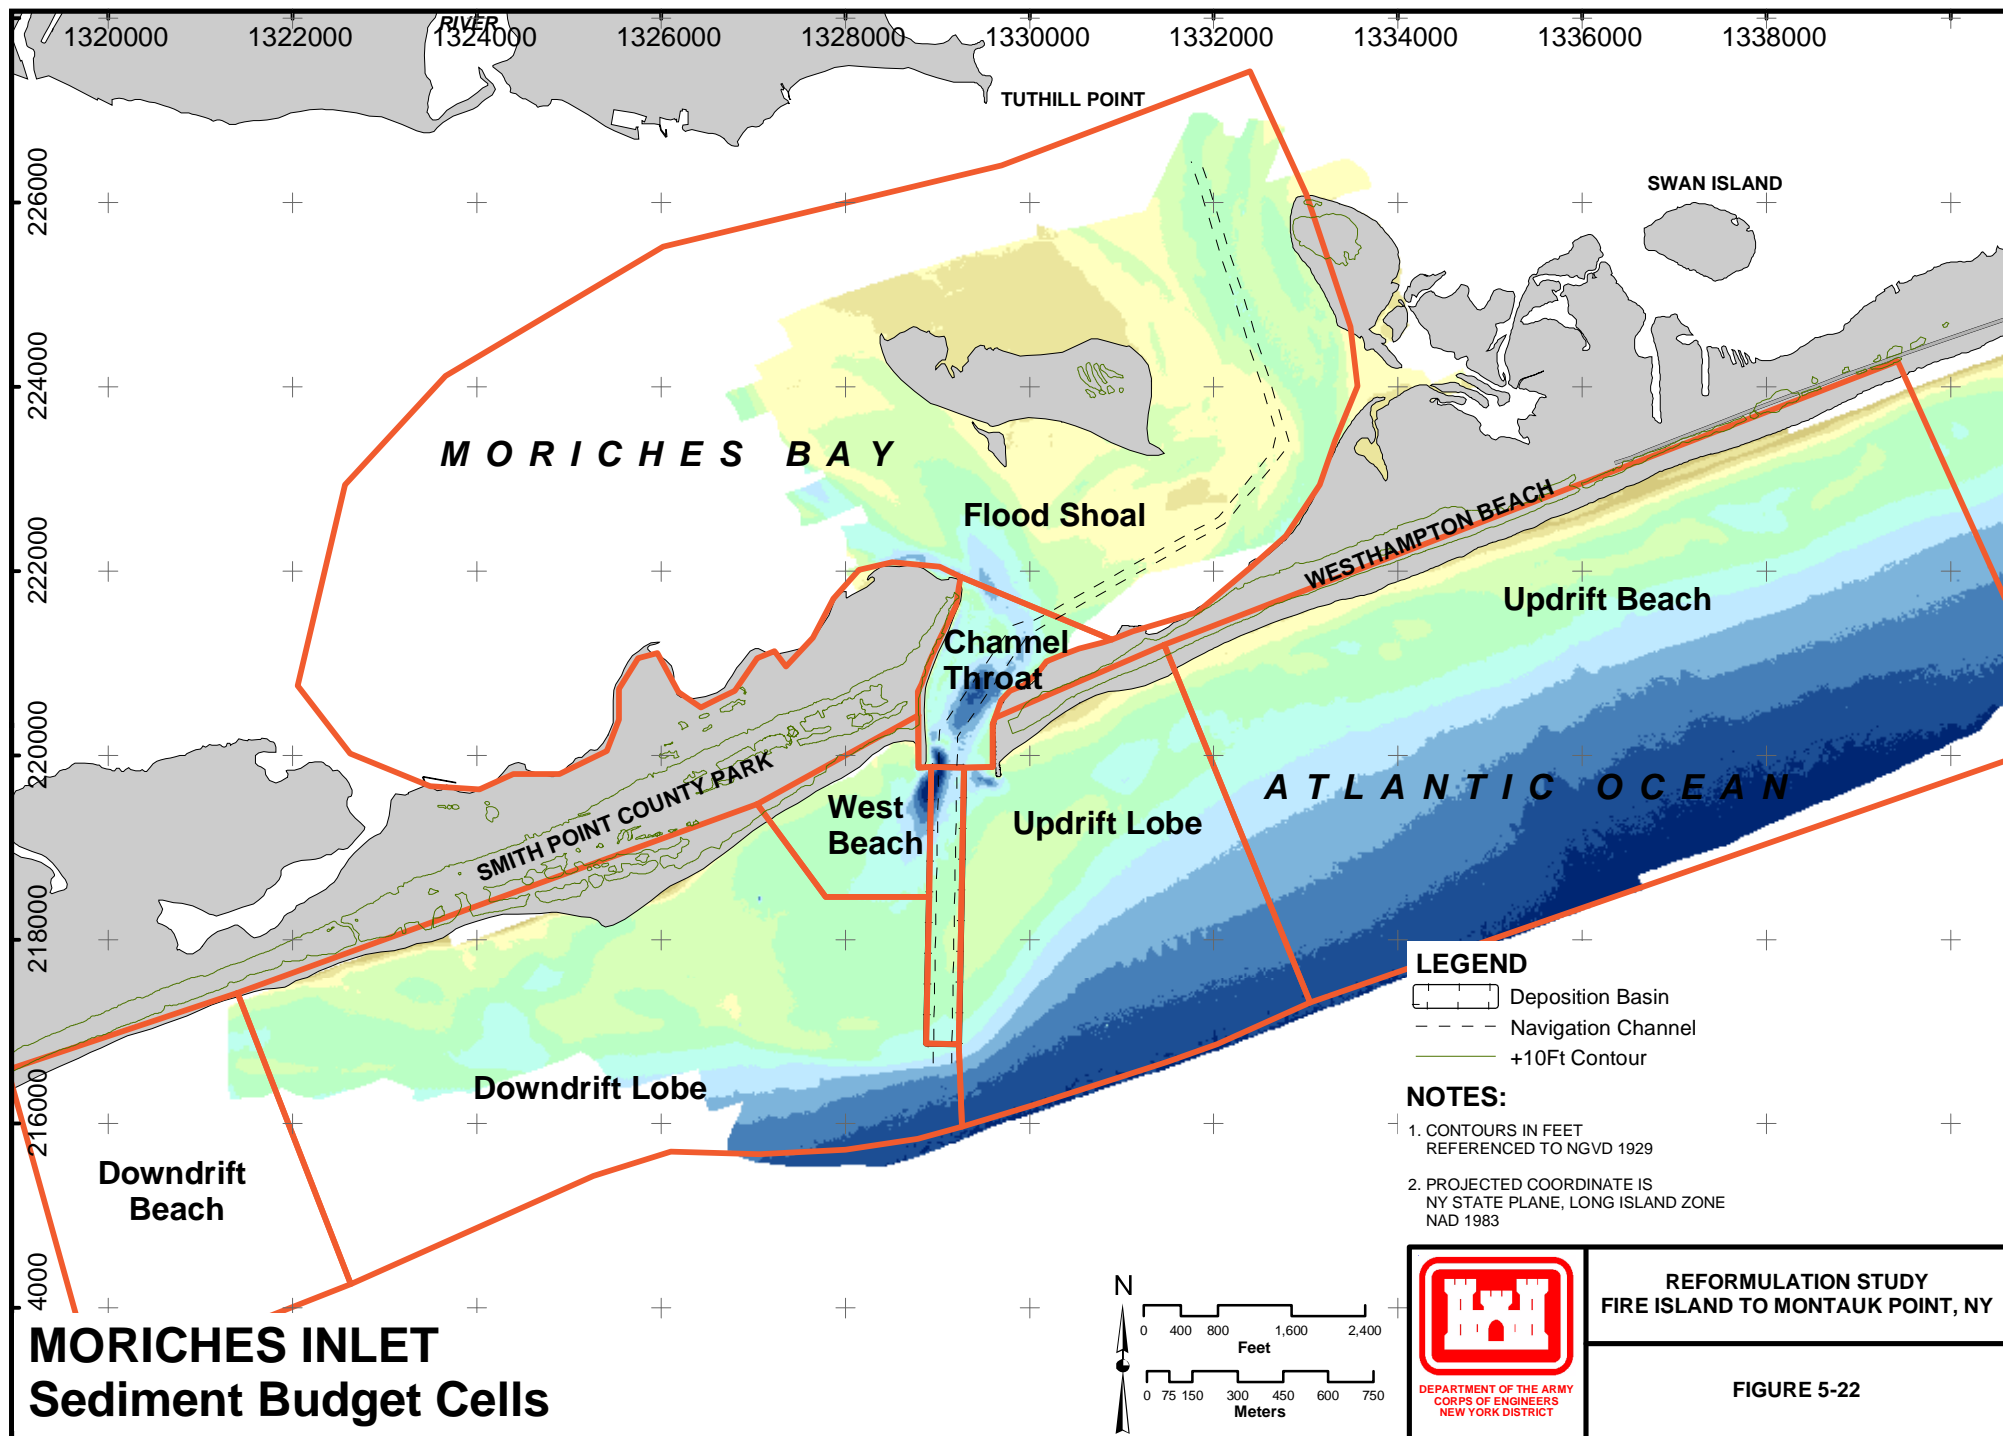 RIVER
1320000
1322000
1324000
1326000
1328000
1330000
1332000
1334000
1336000
1338000
TUTHILL POINT
SWAN ISLAND
226000
224000
222000
220000
218000
216000
4000
MORICHES BAY
Flood Shoal
WESTHAMPTON BEACH
Updrift Beach
Channel
Throat
SMITH POINT COUNTY PARK
West
Beach
Updrift Lobe
ATLANTIC OCEAN
Downdrift Lobe
Downdrift
Beach
LEGEND
Deposition Basin
Navigation Channel
+10Ft Contour
NOTES:
1. CONTOURS IN FEET
REFERENCED TO NGVD 1929
2. PROJECTED COORDINATE IS
NY STATE PLANE, LONG ISLAND ZONE
NAD 1983
N
0 400 800 1,600 2,400
Feet
0 75 150 300 450 600 750
Meters
DEPARTMENT OF THE ARMY
CORPS OF ENGINEERS
NEW YORK DISTRICT
REFORMULATION STUDY
FIRE ISLAND TO MONTAUK POINT, NY
FIGURE 5-22
MORICHES INLET
Sediment Budget Cells